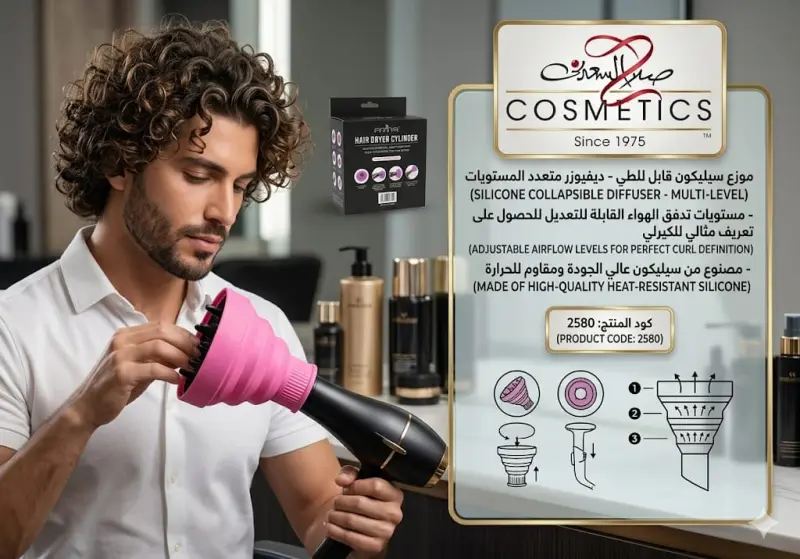 صلاح السعدنى
COSMETICS
Since 1975
TM
HAIR DRYER CYLINDER
موزع سيليكون قابل للطي - ديفيوزر متعدد المستويات
(SILICONE COLLAPSIBLE DIFFUSER - MULTI-LEVEL)
- مستويات تدفق الهواء القابلة للتعديل للحصول على
تعريف مثالي للكيرلي
(ADJUSTABLE AIRFLOW LEVELS FOR PERFECT CURL DEFINITION)
- مصنوع من سيليكون عالي الجودة ومقاوم للحرارة
(MADE OF HIGH-QUALITY HEAT-RESISTANT SILICONE)
كود المنتج: 2580
(PRODUCT CODE: 2580)
1
2
3